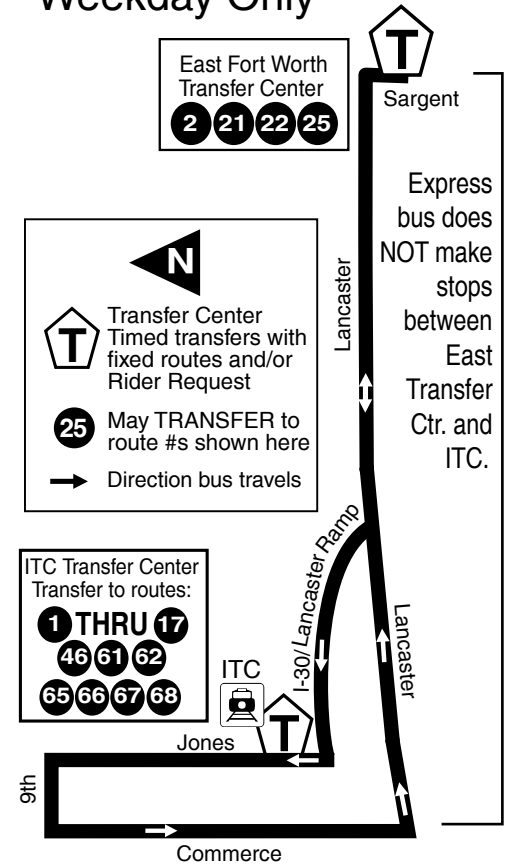 Weekday Only
T
East Fort Worth
Transfer Center
2 21 22 25
Sargent
Express
bus does
NOT make
stops
between
East
Transfer
Ctr. and
ITC.
Lancaster
N
T
Transfer Center
Timed transfers with
fixed routes and/or
Rider Request
25
May TRANSFER to
route #s shown here
Direction bus travels
I-30/Lancaster Ramp
Lancaster
ITC Transfer Center
Transfer to routes:
1 THRU 17
46 61 62
65 66 67 68
ITC
T
Jones
9th
Commerce